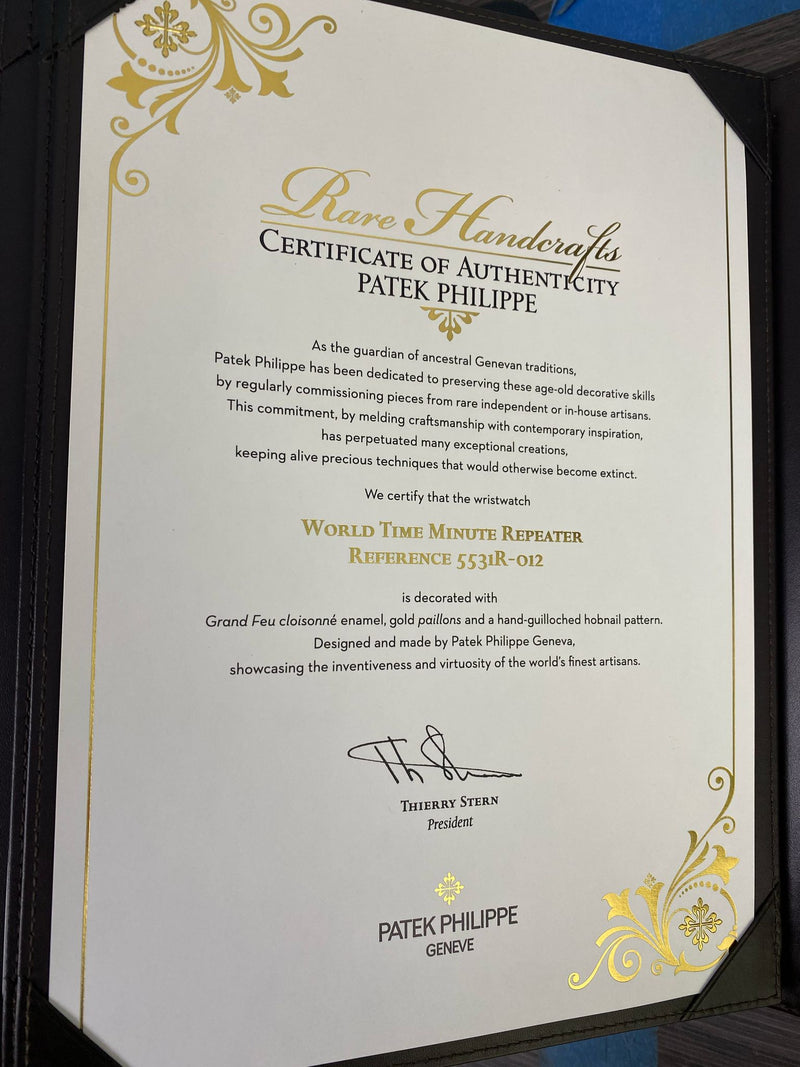 Rare Handcrafts
Certificate of Authenticity
PATEK PHILIPPE
As the guardian of ancestral Genevan traditions,
Patek Philippe has been dedicated to preserving these age-old decorative skills
by regularly commissioning pieces from rare independent or in-house artisans.
This commitment, by melding craftsmanship with contemporary inspiration,
has perpetuated many exceptional creations,
keeping alive precious techniques that would otherwise become extinct.
We certify that the wristwatch
World Time Minute Repeater
Reference 5531R-012
is decorated with
Grand Feu cloisonné enamel, gold paillons and a hand-guilloched hobnail pattern.
Designed and made by Patek Philippe Geneva,
showcasing the inventiveness and virtuosity of the world's finest artisans.
Th Stern
Thierry Stern
President
PATEK PHILIPPE
GENEVE